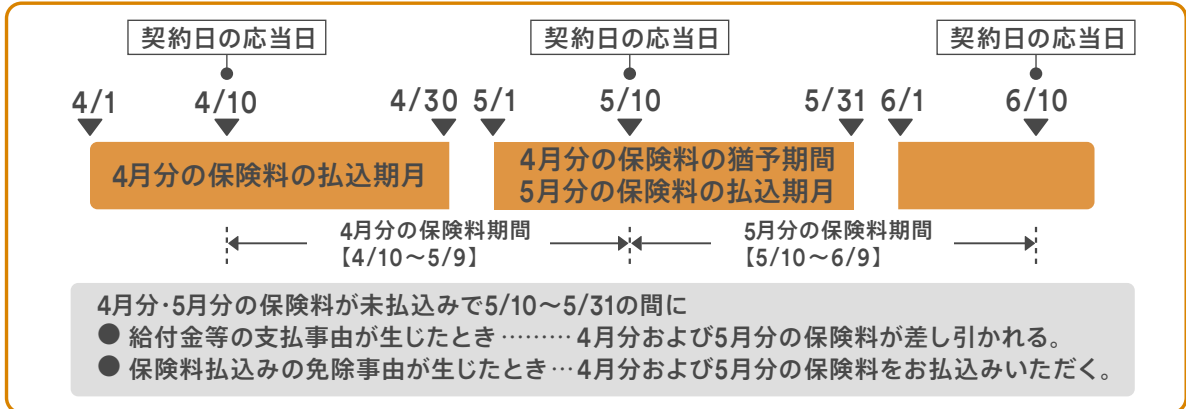 契約日の応当日 契約日の応当日 契約日の応当日
4/1 4/10 4/30 5/1 5/10 5/31 6/1 6/10
4月分の保険料の払込期月
4月分の保険料の猶予期間
5月分の保険料の払込期月
4月分の保険料期間
【4/10～5/9】
5月分の保険料期間
【5/10～6/9】
4月分・5月分の保険料が未払込みで5/10～5/31の間に
● 給付金等の支払事由が生じたとき………4月分および5月分の保険料が差し引かれる。
● 保険料払込みの免除事由が生じたとき…4月分および5月分の保険料をお払込みいただく。